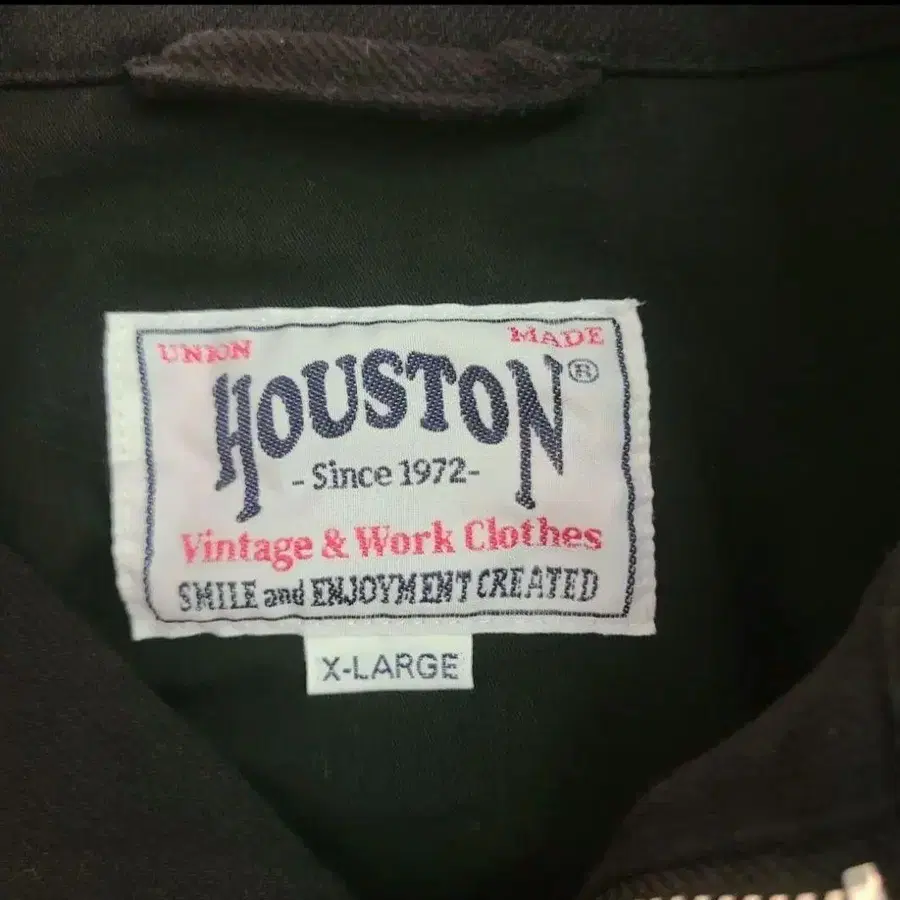 UNION MADE
HOUSTON®
- Since 1972-
Vintage & Work Clothes
SMILE and ENJOYMENT CREATED
X-LARGE